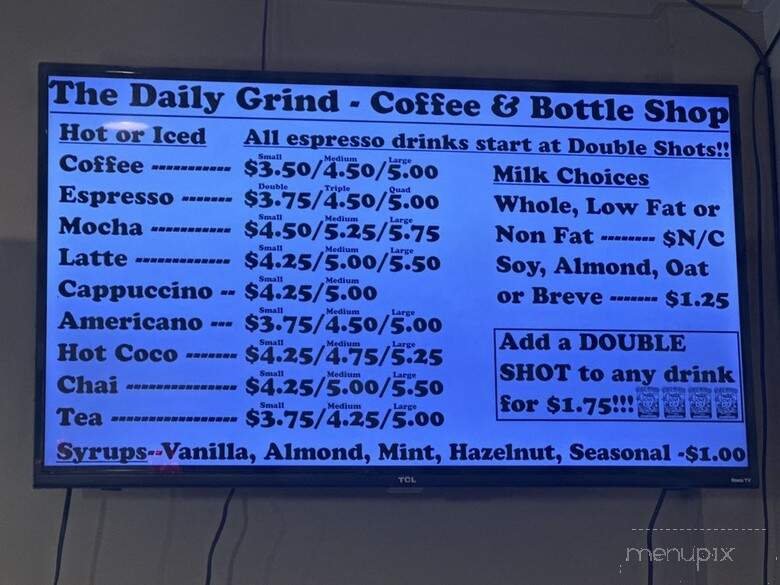 The Daily Grind - Coffee & Bottle Shop
Hot or Iced
All espresso drinks start at Double Shots!!
Small Medium Large
Coffee ----------- $3.50/4.50/5.00
Double Triple Quad
Espresso ------- $3.75/4.50/5.00
Small Medium Large
Mocha ----------- $4.50/5.25/5.75
Small Medium Large
Latte ------------- $4.25/5.00/5.50
Small Medium
Cappuccino -- $4.25/5.00
Small Medium Large
Americano --- $3.75/4.50/5.00
Small Medium Large
Hot Coco ------- $4.25/4.75/5.25
Small Medium Large
Chai --------------- $4.25/5.00/5.50
Small Medium Large
Tea ----------------- $3.75/4.25/5.00
Milk Choices
Whole, Low Fat or
Non Fat -------- $N/C
Soy, Almond, Oat
or Breve ------- $1.25
Add a DOUBLE
SHOT to any drink
for $1.75!!!
Syrups--Vanilla, Almond, Mint, Hazelnut, Seasonal -$1.00
TCL
Roku TV
menupix